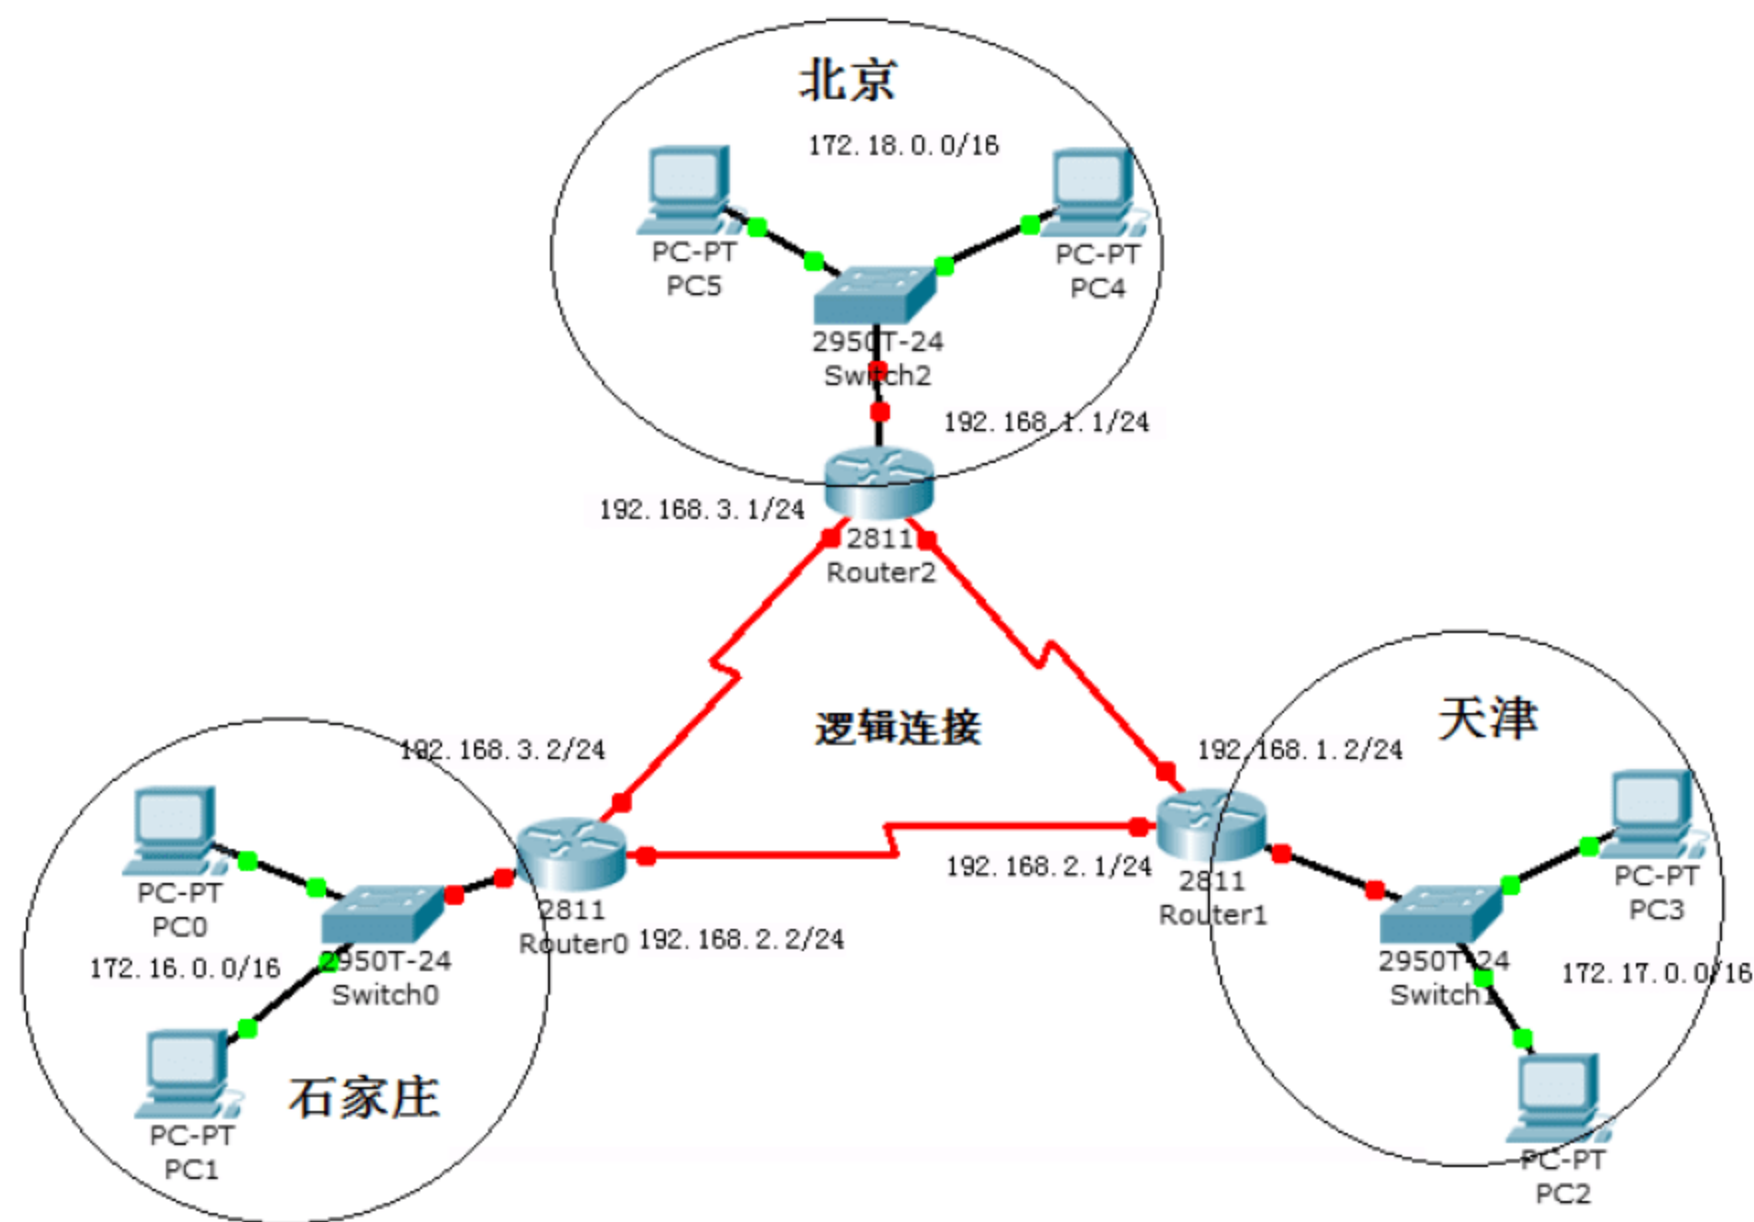 北京
172.18.0.0/16
PC-PT
PC5
PC-PT
PC4
2950T-24
Switch2
192.168.1.1/24
192.168.3.1/24
2811
Router2
逻辑连接
192.168.3.2/24
192.168.1.2/24
天津
PC-PT
PC0
172.16.0.0/16
2950T-24
Switch0
2811
Router0
192.168.2.2/24
192.168.2.1/24
2811
Router1
PC-PT
PC3
2950T-24
Switch1
172.17.0.0/16
石家庄
PC-PT
PC1
PC-PT
PC2